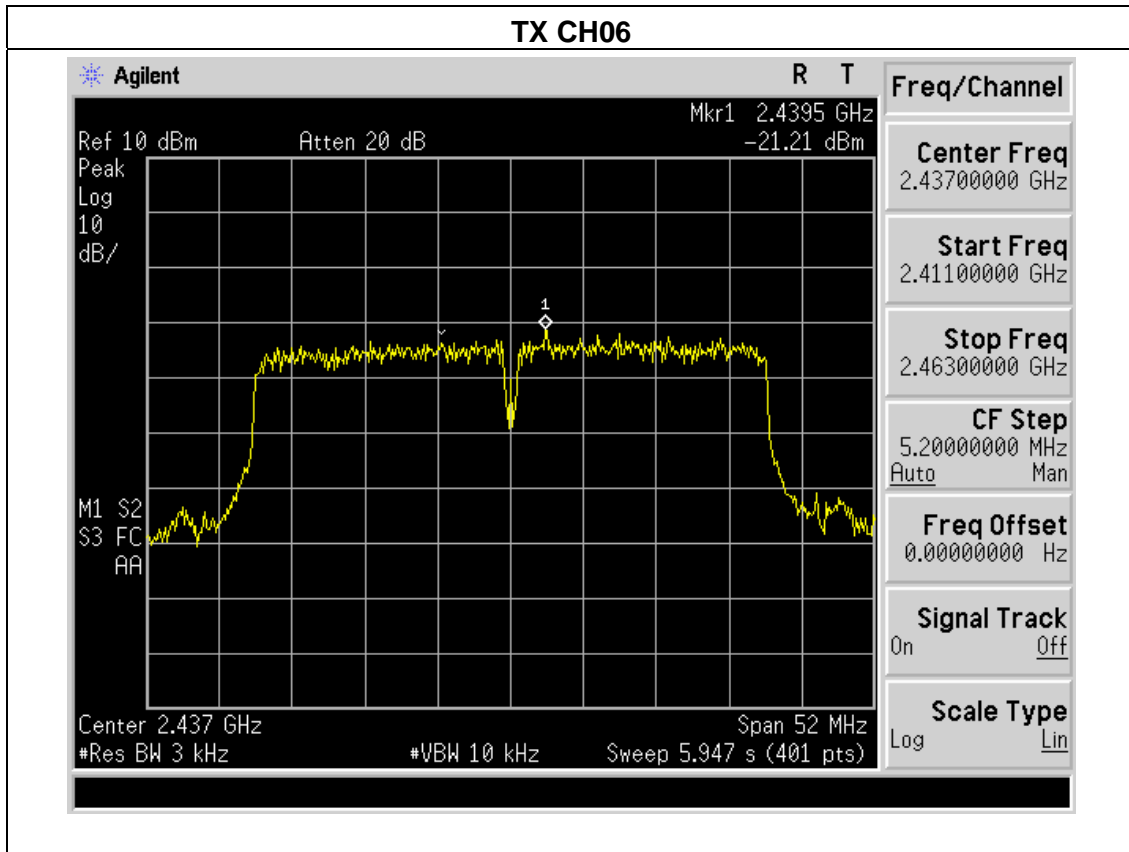 TX CH06
Agilent R T
Mkr1 2.4395 GHz
Ref 10 dBm Atten 20 dB -21.21 dBm
Peak
Log
10
dB/
1
M1 S2
S3 FC
AA
Center 2.437 GHz Span 52 MHz
#Res BW 3 kHz #VBW 10 kHz Sweep 5.947 s (401 pts)
Freq/Channel
Center Freq
2.43700000 GHz
Start Freq
2.41100000 GHz
Stop Freq
2.46300000 GHz
CF Step
5.20000000 MHz
Auto Man
Freq Offset
0.00000000 Hz
Signal Track
On Off
Scale Type
Log Lin